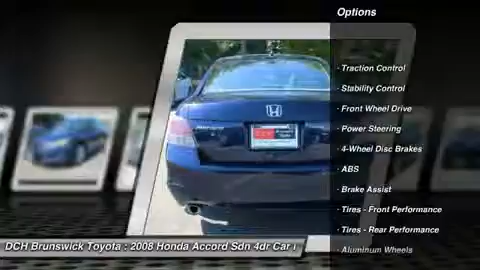 Options
· Traction Control
· Stability Control
· Front Wheel Drive
· Power Steering
· 4-Wheel Disc Brakes
· ABS
· Brake Assist
· Tires - Front Performance
· Tires - Rear Performance
· Aluminum Wheels
DCH Brunswick Toyota : 2008 Honda Accord Sdn 4dr Car i